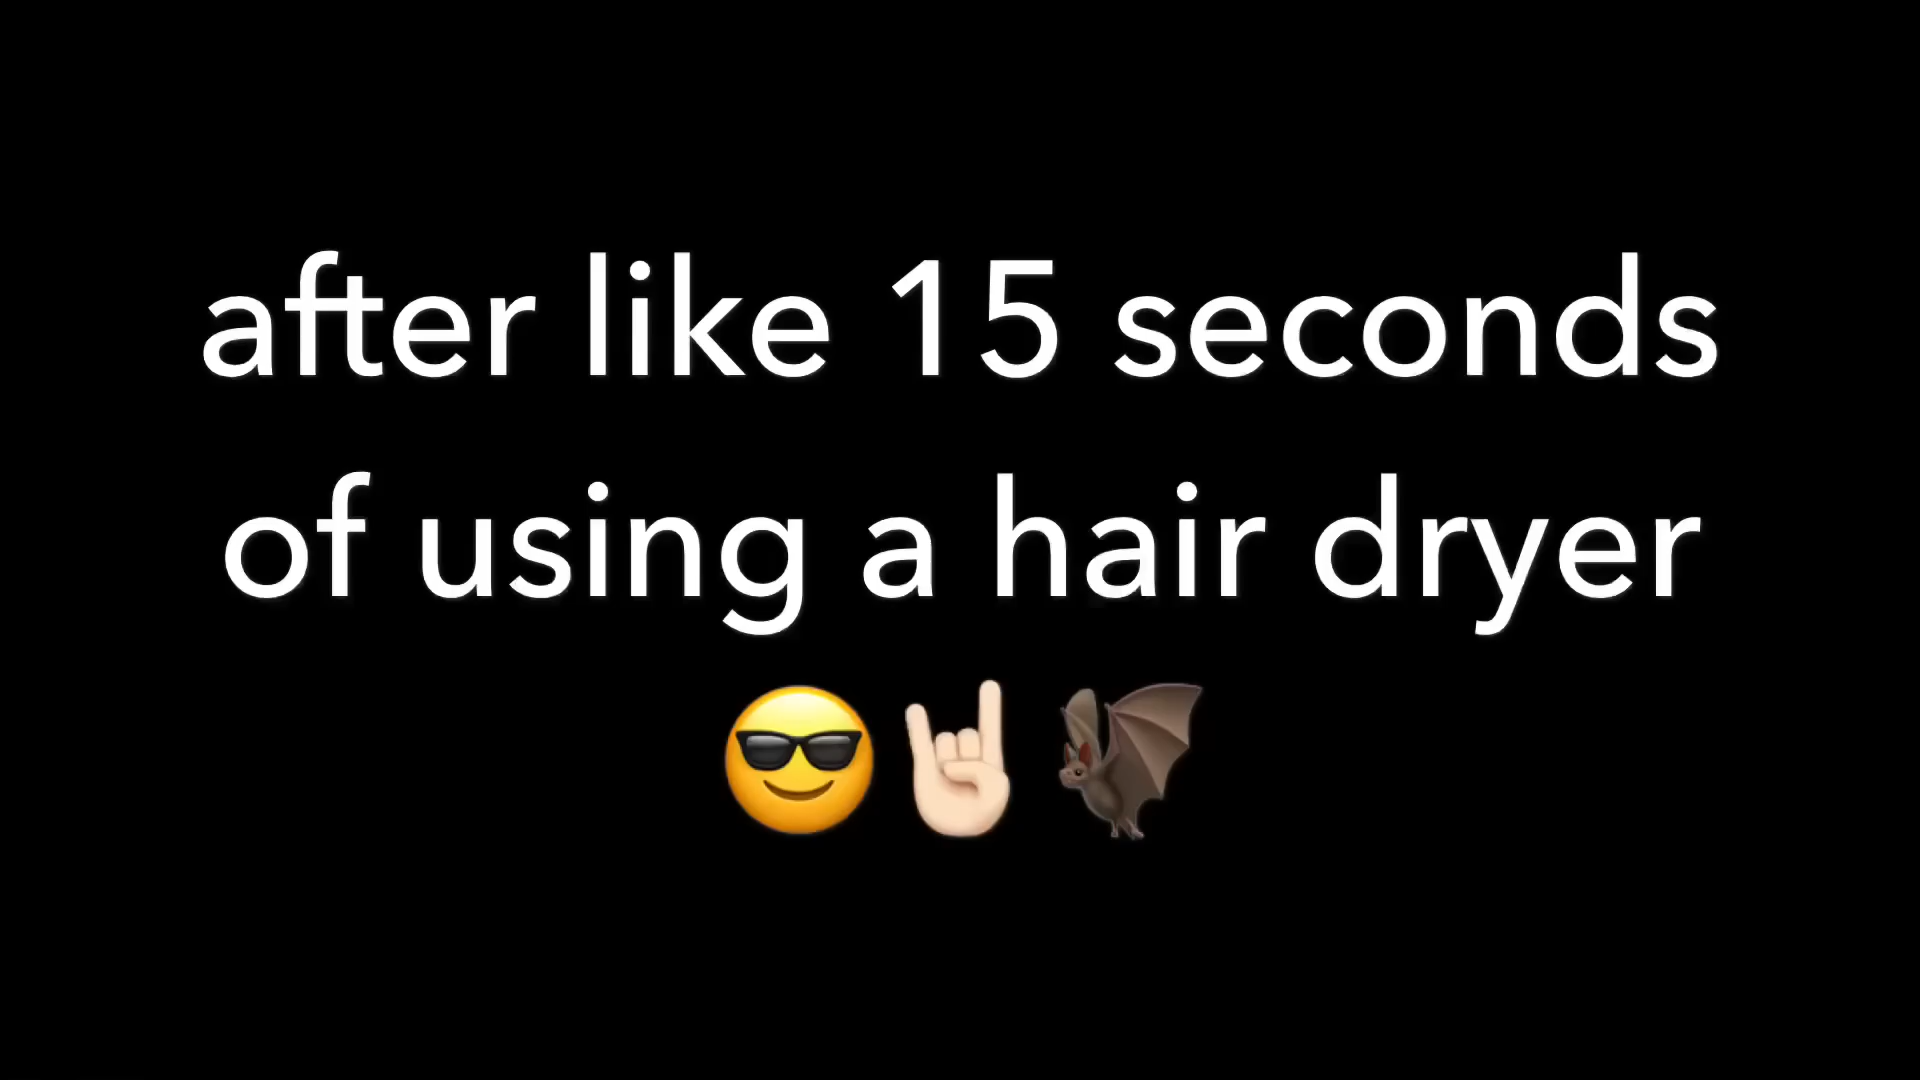 after like 15 seconds
of using a hair dryer
😎🤘🏻🦇